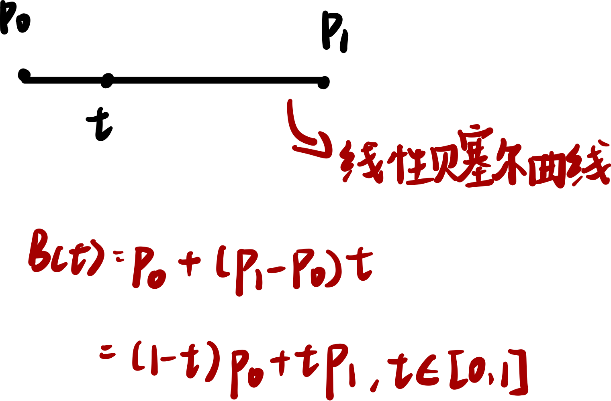 P₀ P₁
t
线性贝塞尔曲线
B(t)=P₀+(P₁-P₀)t
=(1-t)P₀+tP₁,t∈[0,1]